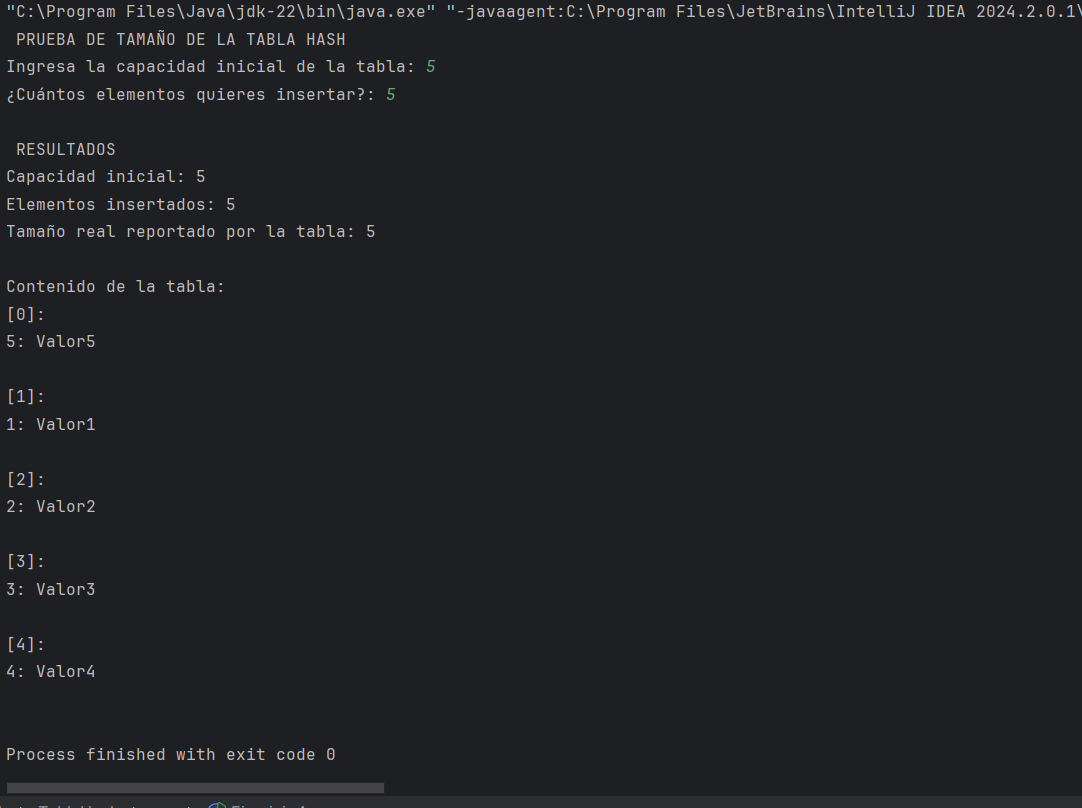 "C:\Program Files\Java\jdk-22\bin\java.exe" "-javaagent:C:\Program Files\JetBrains\IntelliJ IDEA 2024.2.0.1\
PRUEBA DE TAMAÑO DE LA TABLA HASH
Ingresa la capacidad inicial de la tabla: 5
¿Cuántos elementos quieres insertar?: 5
RESULTADOS
Capacidad inicial: 5
Elementos insertados: 5
Tamaño real reportado por la tabla: 5
Contenido de la tabla:
[0]:
5: Valor5
[1]:
1: Valor1
[2]:
2: Valor2
[3]:
3: Valor3
[4]:
4: Valor4
Process finished with exit code 0